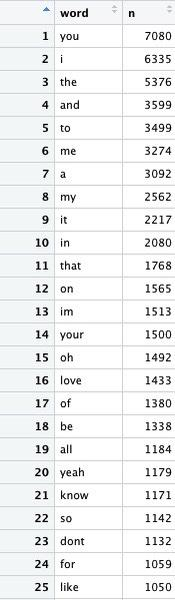 word n
1 you 7080
2 i 6335
3 the 5376
4 and 3599
5 to 3499
6 me 3274
7 a 3092
8 my 2562
9 it 2217
10 in 2080
11 that 1768
12 on 1565
13 im 1513
14 your 1500
15 oh 1492
16 love 1433
17 of 1380
18 be 1338
19 all 1184
20 yeah 1179
21 know 1171
22 so 1142
23 dont 1132
24 for 1059
25 like 1050